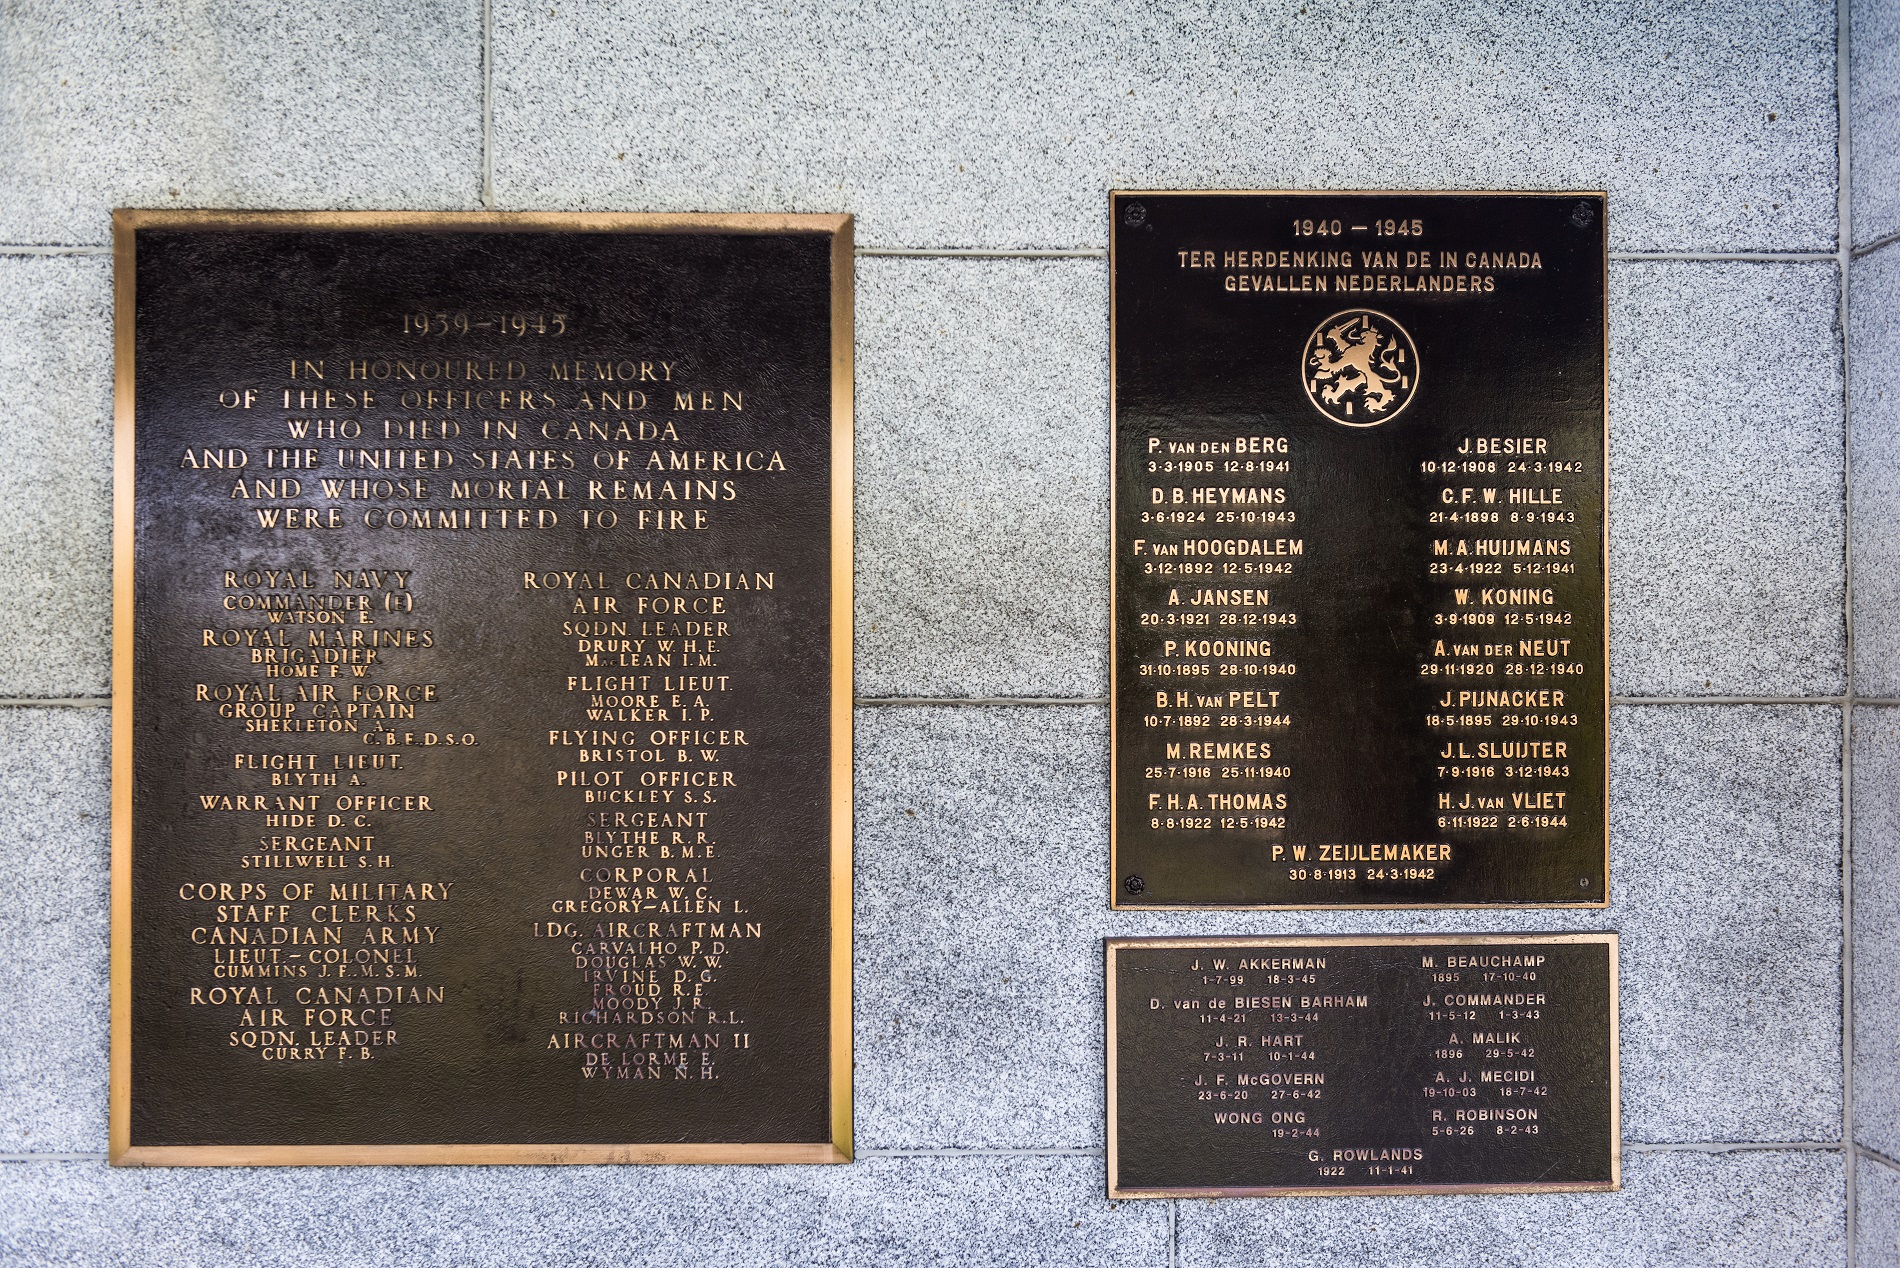 1939-1945
IN HONOURED MEMORY
OF THESE OFFICERS AND MEN
WHO DIED IN CANADA
AND THE UNITED STATES OF AMERICA
AND WHOSE MORTAL REMAINS
WERE COMMITTED TO FIRE
ROYAL NAVY
COMMANDER (E)
WATSON E.
ROYAL MARINES
BRIGADIER
HOME F. W.
ROYAL AIR FORCE
GROUP CAPTAIN
SHEKLETON A.,
C.B.E., D.S.O.
FLIGHT LIEUT.
BLYTH A.
WARRANT OFFICER
HIDE D. C.
SERGEANT
STILLWELL S. H.
CORPS OF MILITARY
STAFF CLERKS
CANADIAN ARMY
LIEUT.-COLONEL
CUMMINS J. F., M. S. M.
ROYAL CANADIAN
AIR FORCE
SQDN. LEADER
CURRY F. B.
ROYAL CANADIAN
AIR FORCE
SQDN. LEADER
DRURY W. H. E.
MacLEAN I. M.
FLIGHT LIEUT.
MOORE E. A.
WALKER I. P.
FLYING OFFICER
BRISTOL B. W.
PILOT OFFICER
BUCKLEY S. S.
SERGEANT
BLYTHE R. R.
UNGER B. M. E.
CORPORAL
DEWAR W. C.
GREGORY-ALLEN L.
LDG. AIRCRAFTMAN
CARVALHO P. D.
DOUGLAS W. W.
IRVINE D. G.
PROUD R. E.
MOODY J. R.
RICHARDSON R. L.
AIRCRAFTMAN II
DE LORME E.
WYMAN N. H.
1940 - 1945
TER HERDENKING VAN DE IN CANADA
GEVALLEN NEDERLANDERS
P. VAN DEN BERG
3·3·1905 12·8·1941
D. B. HEYMANS
3·6·1924 25·10·1943
F. VAN HOOGDALEM
3·12·1892 12·5·1942
A. JANSEN
20·3·1921 28·12·1943
P. KOONING
31·10·1895 28·10·1940
B. H. VAN PELT
10·7·1892 28·3·1944
M. REMKES
25·7·1916 25·11·1940
F. H. A. THOMAS
8·8·1922 12·5·1942
J. BESIER
10·12·1908 24·3·1942
C. F. W. HILLE
21·4·1898 8·9·1943
M. A. HUIJMANS
23·4·1922 5·12·1941
W. KONING
3·9·1909 12·5·1942
A. VAN DER NEUT
29·11·1920 28·12·1940
J. PIJNACKER
18·5·1895 29·10·1943
J. L. SLUIJTER
7·9·1916 3·12·1943
H. J. VAN VLIET
6·11·1922 2·6·1944
P. W. ZEIJLEMAKER
30·8·1913 24·3·1942
J. W. AKKERMAN
1-7-99 18-3-45
D. van de BIESEN BARHAM
11-4-21 13-3-44
J. R. HART
7-3-11 10-1-44
J. F. McGOVERN
23-6-20 27-6-42
WONG ONG
19-2-44
M. BEAUCHAMP
1895 17-10-40
J. COMMANDER
11-5-12 1-3-43
A. MALIK
1896 29-5-42
A. J. MECIDI
19-10-03 18-7-42
R. ROBINSON
5-6-26 8-2-43
G. ROWLANDS
1922 11-1-41